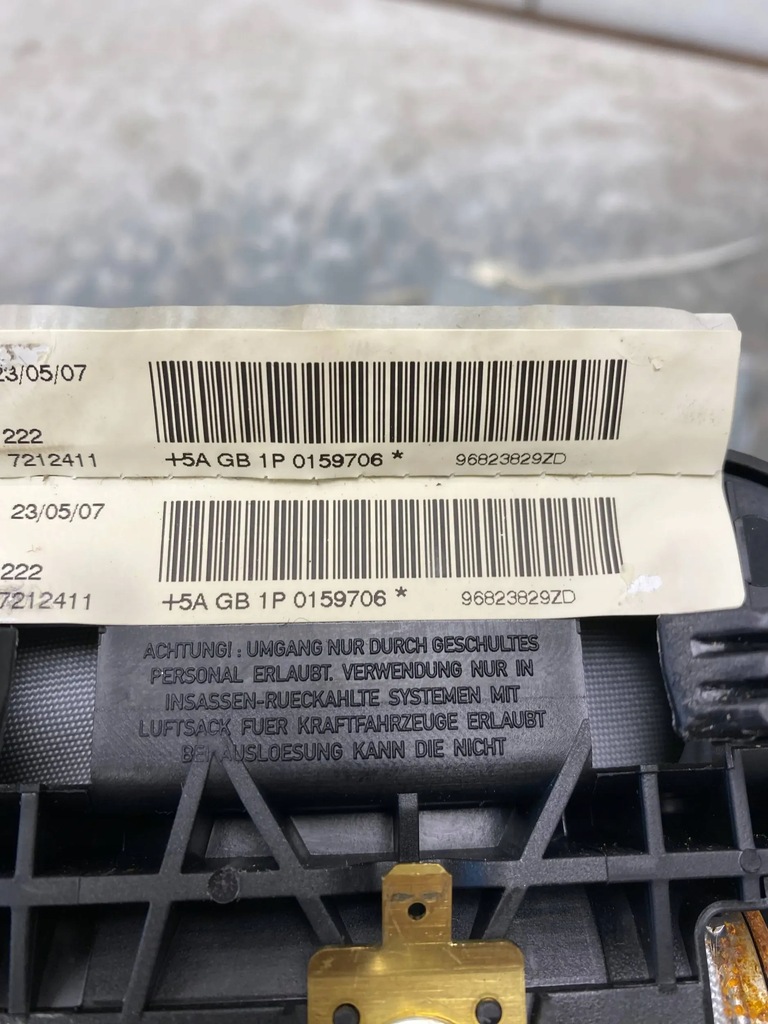 23/05/07
222
7212411 +5A GB 1P 0159706 * 96823829ZD
23/05/07
222
7212411 +5A GB 1P 0159706 * 96823829ZD
ACHTUNG! : UMGANG NUR DURCH GESCHULTES
PERSONAL ERLAUBT. VERWENDUNG NUR IN
INSASSEN-RUECKAHLTE SYSTEMEN MIT
LUFTSACK FUER KRAFTFAHRZEUGE ERLAUBT
BEI AUSLOESUNG KANN DIE NICHT